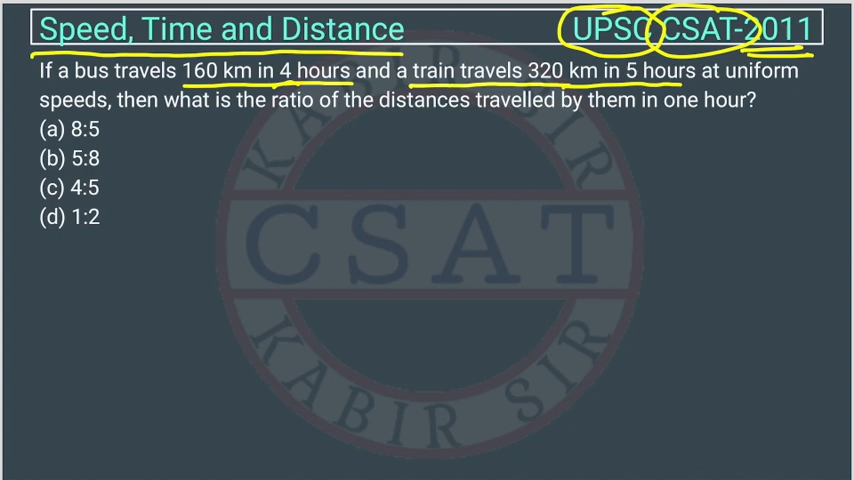 Speed, Time and Distance UPSC CSAT-2011
If a bus travels 160 km in 4 hours and a train travels 320 km in 5 hours at uniform
speeds, then what is the ratio of the distances travelled by them in one hour?
(a) 8:5
(b) 5:8
(c) 4:5
(d) 1:2
KABIR SIR
CSAT
KABIR SIR